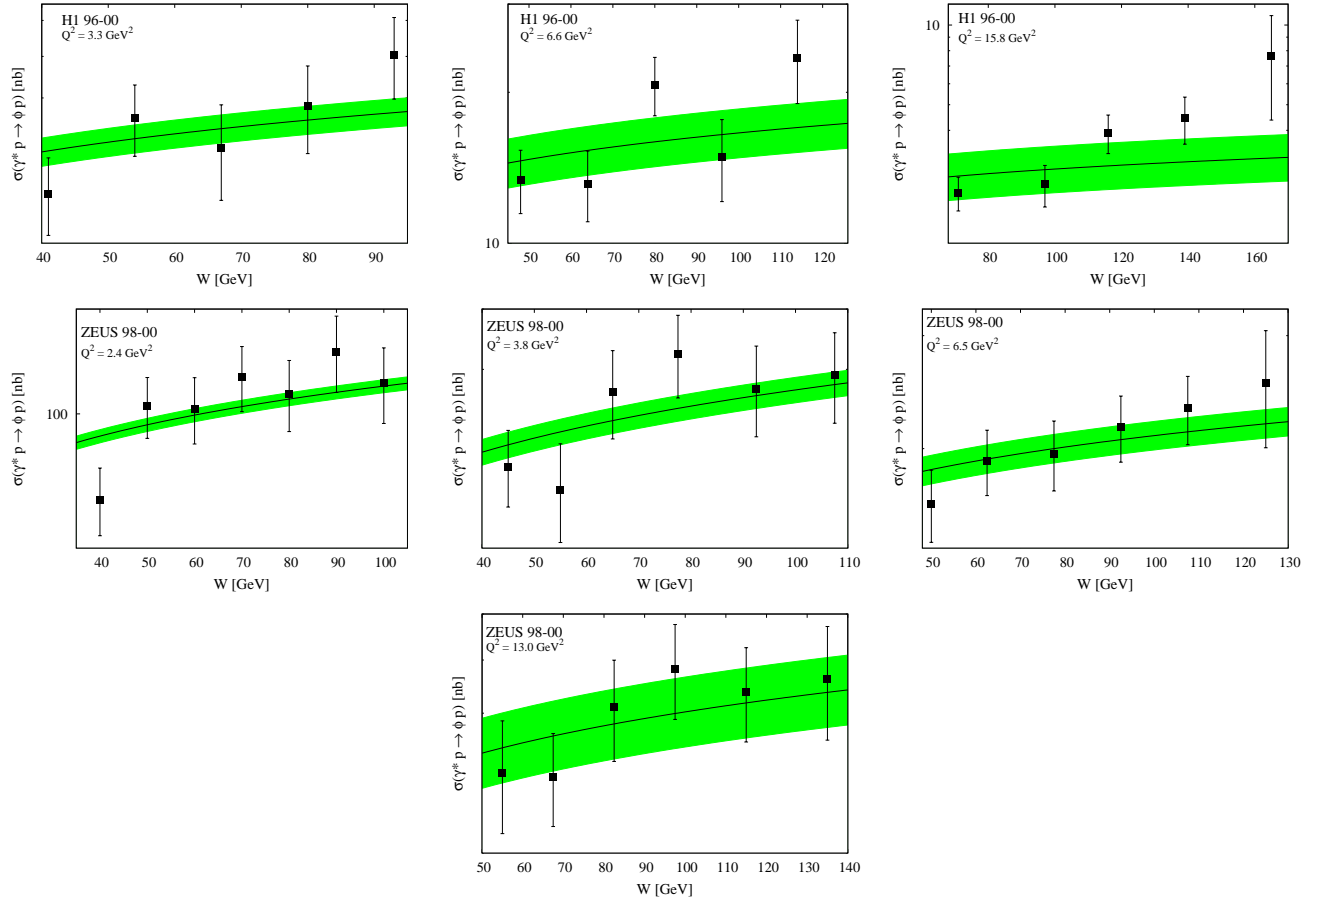 H1 96-00
Q² = 3.3 GeV²
σ(γ* p → ϕ p) [nb]
40 50 60 70 80 90
W [GeV]
H1 96-00
Q² = 6.6 GeV²
σ(γ* p → ϕ p) [nb]
10
50 60 70 80 90 100 110 120
W [GeV]
10
H1 96-00
Q² = 15.8 GeV²
σ(γ* p → ϕ p) [nb]
80 100 120 140 160
W [GeV]
ZEUS 98-00
Q² = 2.4 GeV²
σ(γ* p → ϕ p) [nb]
100
40 50 60 70 80 90 100
W [GeV]
ZEUS 98-00
Q² = 3.8 GeV²
σ(γ* p → ϕ p) [nb]
40 50 60 70 80 90 100 110
W [GeV]
ZEUS 98-00
Q² = 6.5 GeV²
σ(γ* p → ϕ p) [nb]
50 60 70 80 90 100 110 120 130
W [GeV]
ZEUS 98-00
Q² = 13.0 GeV²
σ(γ* p → ϕ p) [nb]
50 60 70 80 90 100 110 120 130 140
W [GeV]